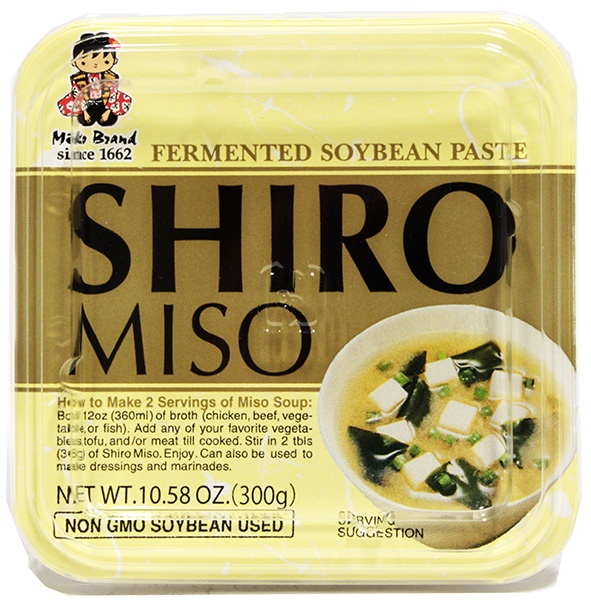 Miko Brand
since 1662
FERMENTED SOYBEAN PASTE
SHIRO
MISO
How to Make 2 Servings of Miso Soup:
Boil 12oz (360ml) of broth (chicken, beef, vege-
table, or fish). Add any of your favorite vegeta-
bles, tofu, and/or meat till cooked. Stir in 2 tbls
(36g) of Shiro Miso. Enjoy. Can also be used to
make dressings and marinades.
NET WT. 10.58 OZ. (300g)
NON GMO SOYBEAN USED
SERVING
SUGGESTION